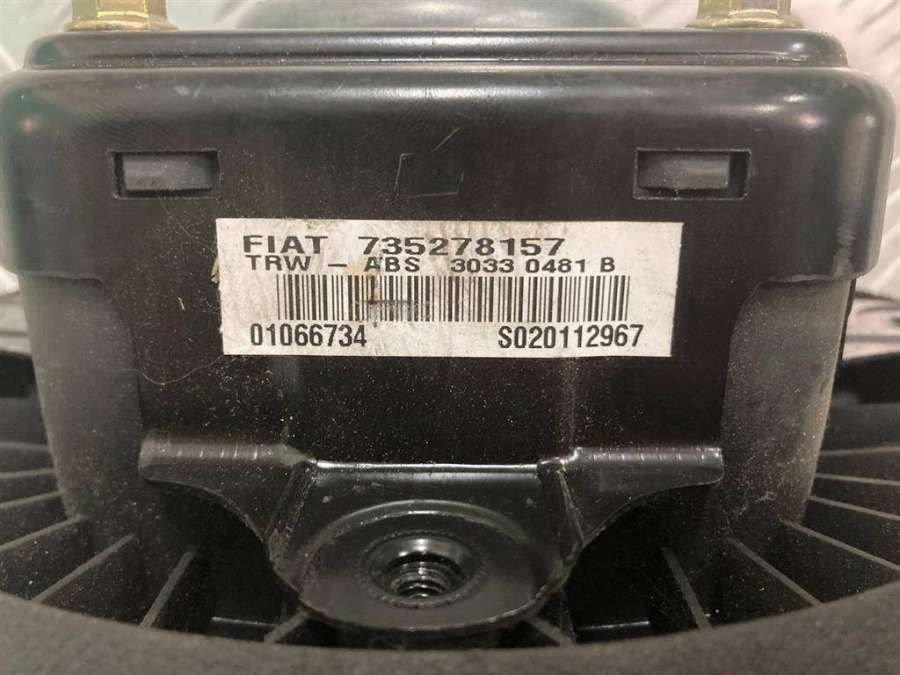 FIAT 735278157
TRW - ABS 3033 0481 B
01066734 S020112967